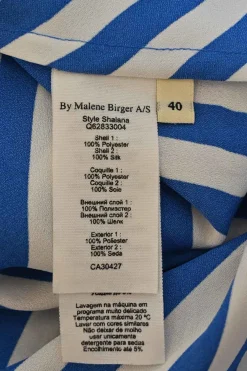 By Malene Birger A/S
40
Style Shalana
Q62833004
Shell 1 :
100% Polyester
Shell 2 :
100% Silk
Coquille 1 :
100% Polyester
Coquille 2 :
100% Soie
Внешний слой 1 :
100% Полиэстер
Внешний слой 2 :
100% Шелк
Exterior 1 :
100% Poliéster
Exterior 2 :
100% Seda
CA30427
Lavagem na máquina em
programa muito delicado
Temperatura máxima 20 ºC
Lavar com cores similares
Não deixar de molho
usar unicamente
detergente para sedas
Encolhimento até 5%